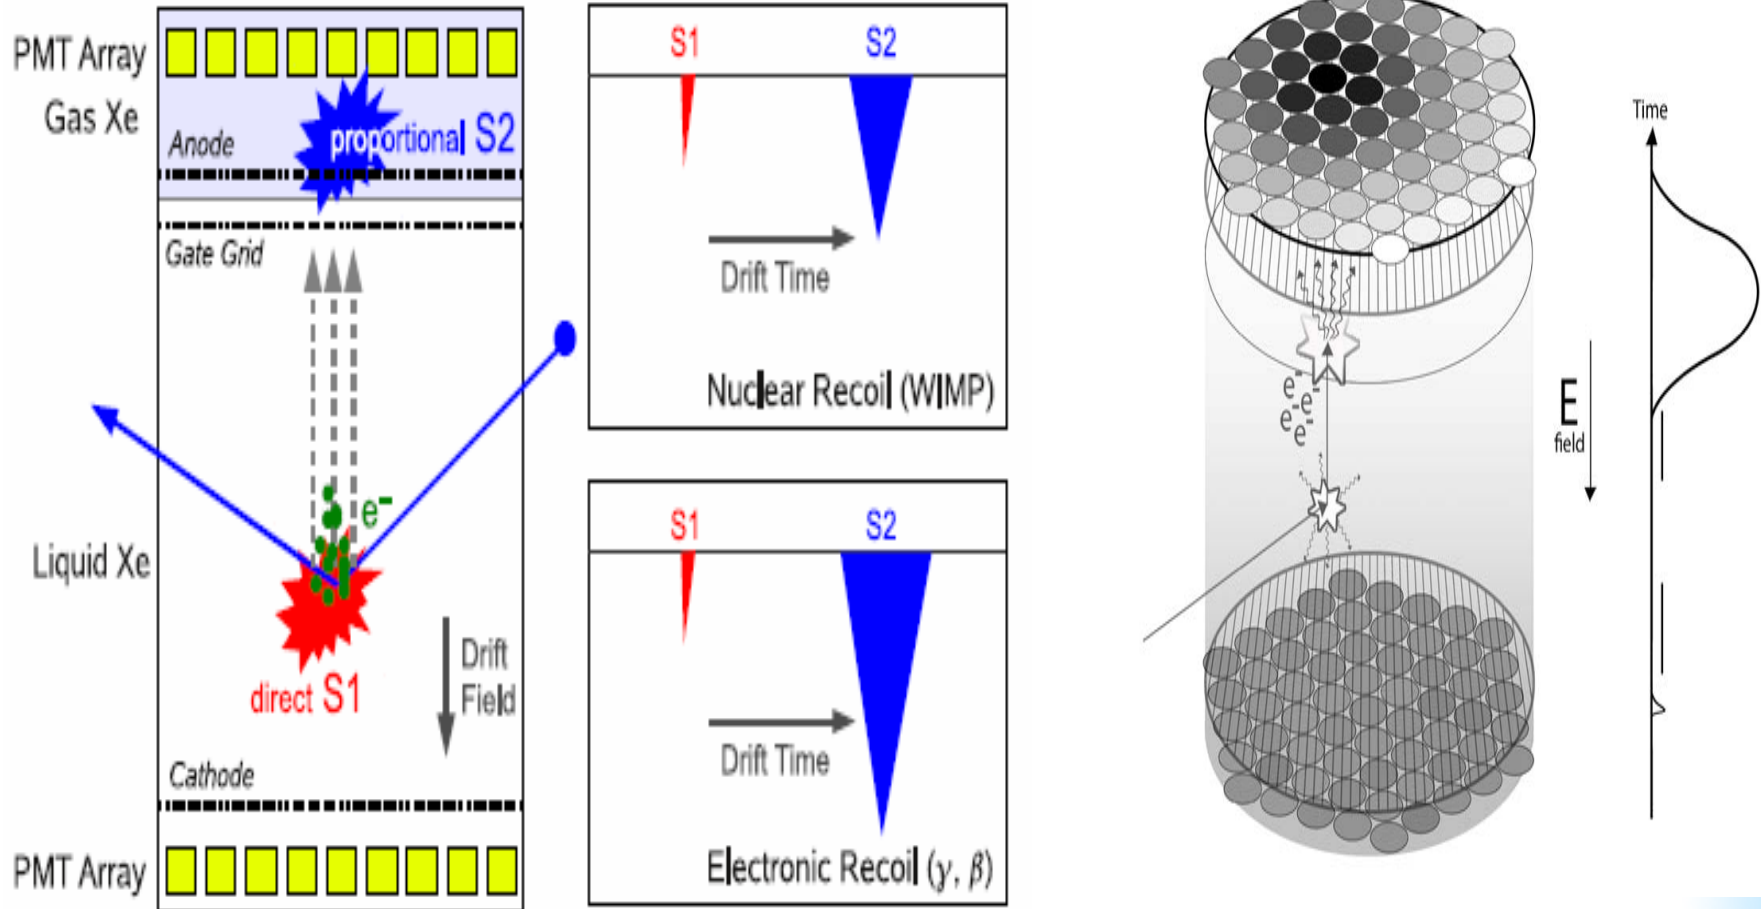 PMT Array
Gas Xe
Anode
proportional S2
Gate Grid
e⁻
Liquid Xe
direct S1
Drift
Field
Cathode
PMT Array
S1 S2
Drift Time
Nuclear Recoil (WIMP)
S1 S2
Drift Time
Electronic Recoil (γ, β)
e⁻
e⁻
e⁻
e⁻
e⁻
E
field
Time